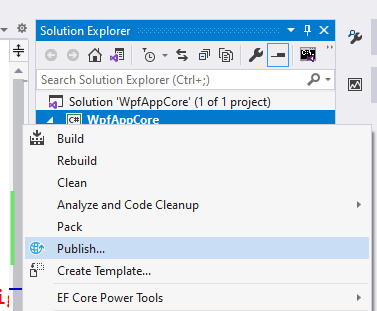 Solution Explorer
Search Solution Explorer (Ctrl+;)
Solution 'WpfAppCore' (1 of 1 project)
C# WpfAppCore
Build
Rebuild
Clean
Analyze and Code Cleanup
Pack
Publish...
Create Template...
EF Core Power Tools